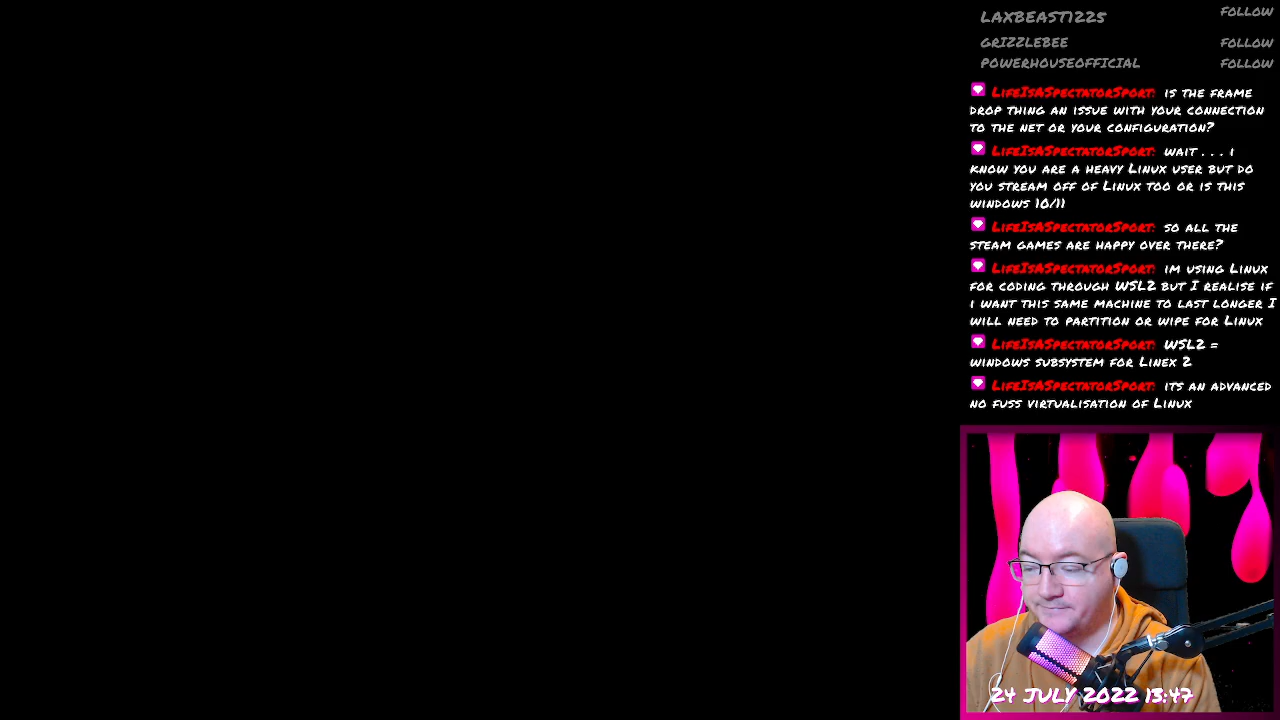 LAXBEAST1225 FOLLOW
GRIZZLEBEE FOLLOW
POWERHOUSEOFFICIAL FOLLOW
LifeIsASpectatorSport: is the frame
drop thing an issue with your connection
to the net or your configuration?
LifeIsASpectatorSport: wait . . . i
know you are a heavy Linux user but do
you stream off of Linux too or is this
windows 10/11
LifeIsASpectatorSport: so all the
steam games are happy over there?
LifeIsASpectatorSport: im using Linux
for coding through WSL2 but I realise if
i want this same machine to last longer I
will need to partition or wipe for Linux
LifeIsASpectatorSport: WSL2 =
windows subsystem for Linex 2
LifeIsASpectatorSport: its an advanced
no fuss virtualisation of Linux
24 JULY 2022 13:47